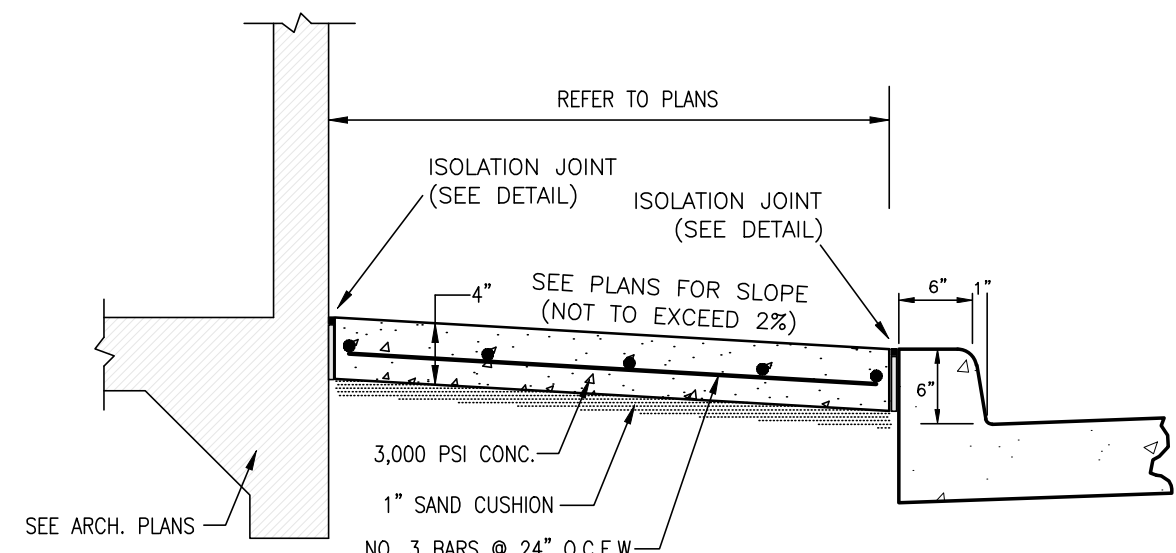 REFER TO PLANS
ISOLATION JOINT
(SEE DETAIL)
ISOLATION JOINT
(SEE DETAIL)
SEE PLANS FOR SLOPE
(NOT TO EXCEED 2%)
4"
6"
1"
6"
3,000 PSI CONC.
1" SAND CUSHION
SEE ARCH. PLANS
NO. 3 BARS @ 24" O.C.E.W.